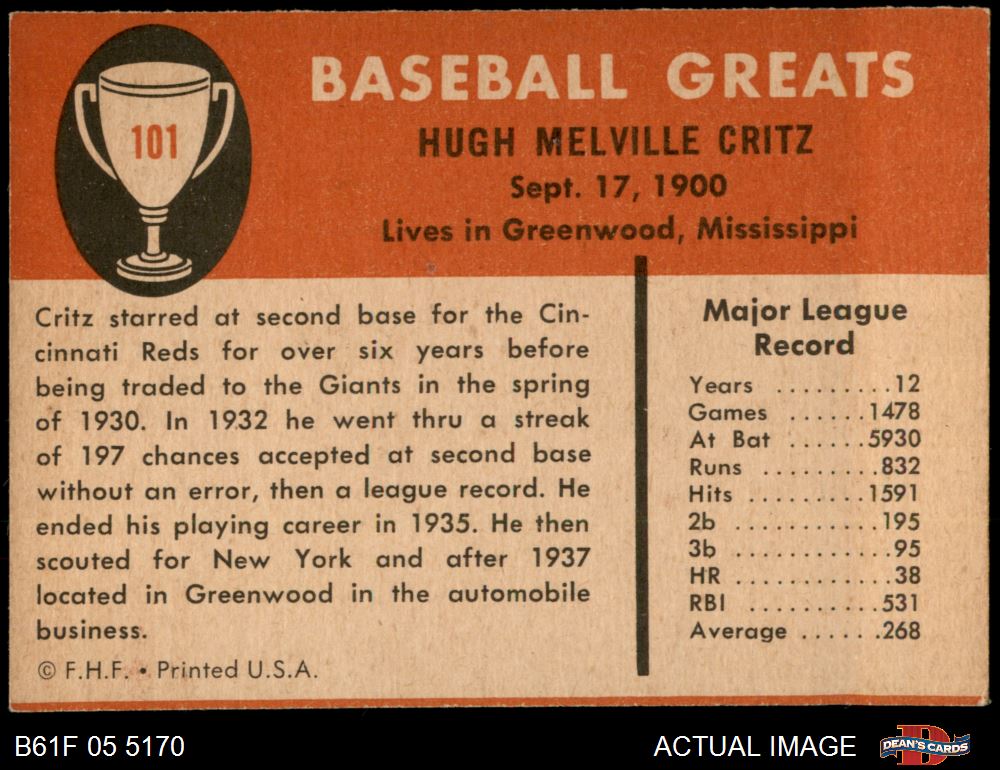 101
BASEBALL GREATS
HUGH MELVILLE CRITZ
Sept. 17, 1900
Lives in Greenwood, Mississippi
Critz starred at second base for the Cin-
cinnati Reds for over six years before
being traded to the Giants in the spring
of 1930. In 1932 he went thru a streak
of 197 chances accepted at second base
without an error, then a league record. He
ended his playing career in 1935. He then
scouted for New York and after 1937
located in Greenwood in the automobile
business.
© F.H.F. • Printed U.S.A.
Major League
Record
Years .........12
Games ......1478
At Bat ......5930
Runs .........832
Hits .........1591
2b ............195
3b ............95
HR ............38
RBI ..........531
Average ......268
B61F 05 5170
ACTUAL IMAGE
D
DEAN'S CARDS